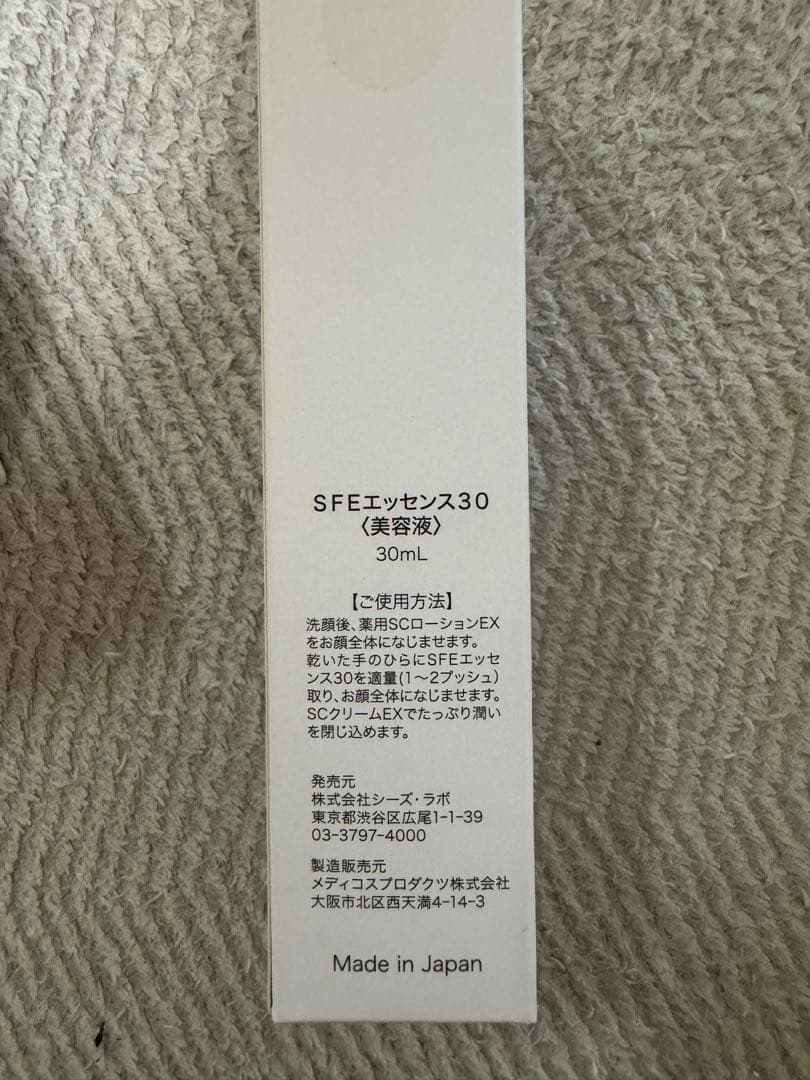 SFEエッセンス30
〈美容液〉
30mL
【ご使用方法】
洗顔後、薬用SCローションEX
をお顔全体になじませます。
乾いた手のひらにSFEエッセ
ンス30を適量(1〜2プッシュ)
取り、お顔全体になじませます。
SCクリームEXでたっぷり潤い
を閉じ込めます。
発売元
株式会社シーズ・ラボ
東京都渋谷区広尾1-1-39
03-3797-4000
製造販売元
メディコスプロダクツ株式会社
大阪市北区西天満4-14-3
Made in Japan